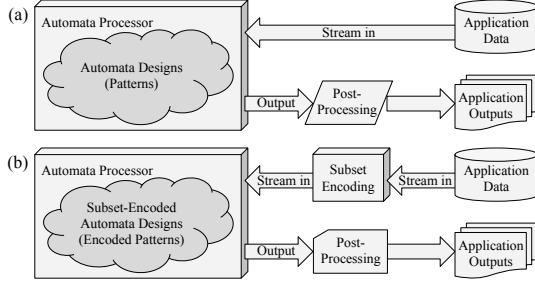 (a)
Automata Processor
Automata Designs
(Patterns)
Stream in
Application
Data
Output
Post-
Processing
Application
Outputs
(b)
Automata Processor
Subset-Encoded
Automata Designs
(Encoded Patterns)
Stream in
Subset
Encoding
Stream in
Application
Data
Output
Post-
Processing
Application
Outputs